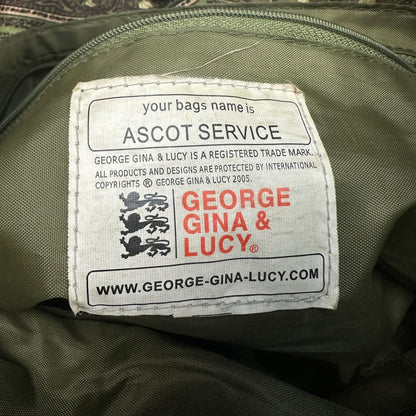 your bags name is
ASCOT SERVICE
GEORGE GINA & LUCY IS A REGISTERED TRADE MARK.
ALL PRODUCTS AND DESIGNS ARE PROTECTED BY INTERNATIONAL
COPYRIGHTS ® GEORGE GINA & LUCY 2005.
GEORGE
GINA &
LUCY®
WWW.GEORGE-GINA-LUCY.COM